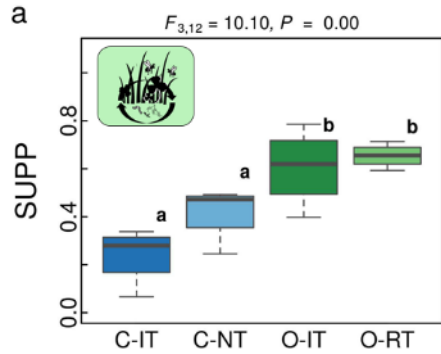 a
F3,12 = 10.10, P = 0.00
SUPP
0.8
0.4
0.0
a
a
b
b
C-IT C-NT O-IT O-RT